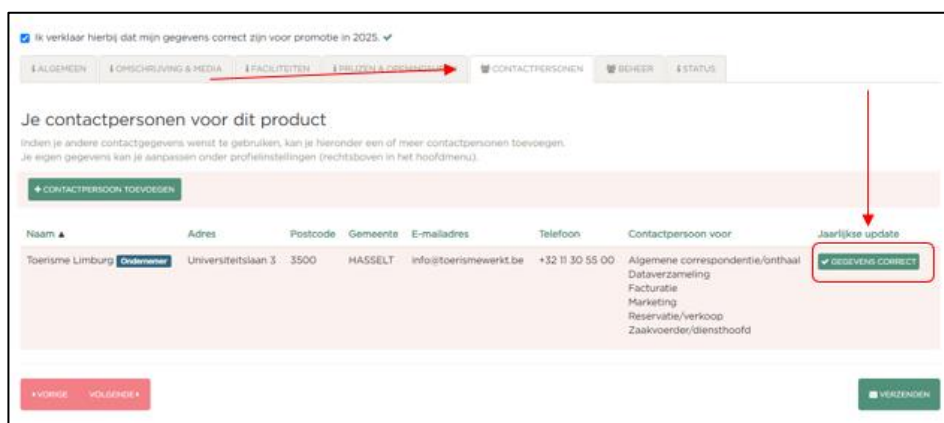 Ik verklaar hierbij dat mijn gegevens correct zijn voor promotie in 2025.
ALGEMEEN OMSCHRIJVING & MEDIA FACILITEITEN PRIJZEN & CONTACTPERSONEN BEHEER STATUS
Je contactpersonen voor dit product
Indien je andere contactgegevens wenst te gebruiken, kan je hieronder een of meer contactpersonen toevoegen.
Je eigen gegevens kan je aanpassen onder profielinstellingen (rechtsboven in het hoofdmenu).
+ CONTACTPERSOON TOEVOEGEN
Naam ▲ Adres Postcode Gemeente E-mailadres Telefoon Contactpersoon voor Jaarlijkse update
Toerisme Limburg Ondernemer Universiteitslaan 3 3500 HASSELT info@toerismewerkt.be +32 11 30 55 00 Algemene correspondentie/onthaal GEGEVENS CORRECT
Dataverzameling
Facturatie
Marketing
Reservatie/verkoop
Zaakvoerder/diensthoofd
VORIGE VOLGENDE VERZENDEN